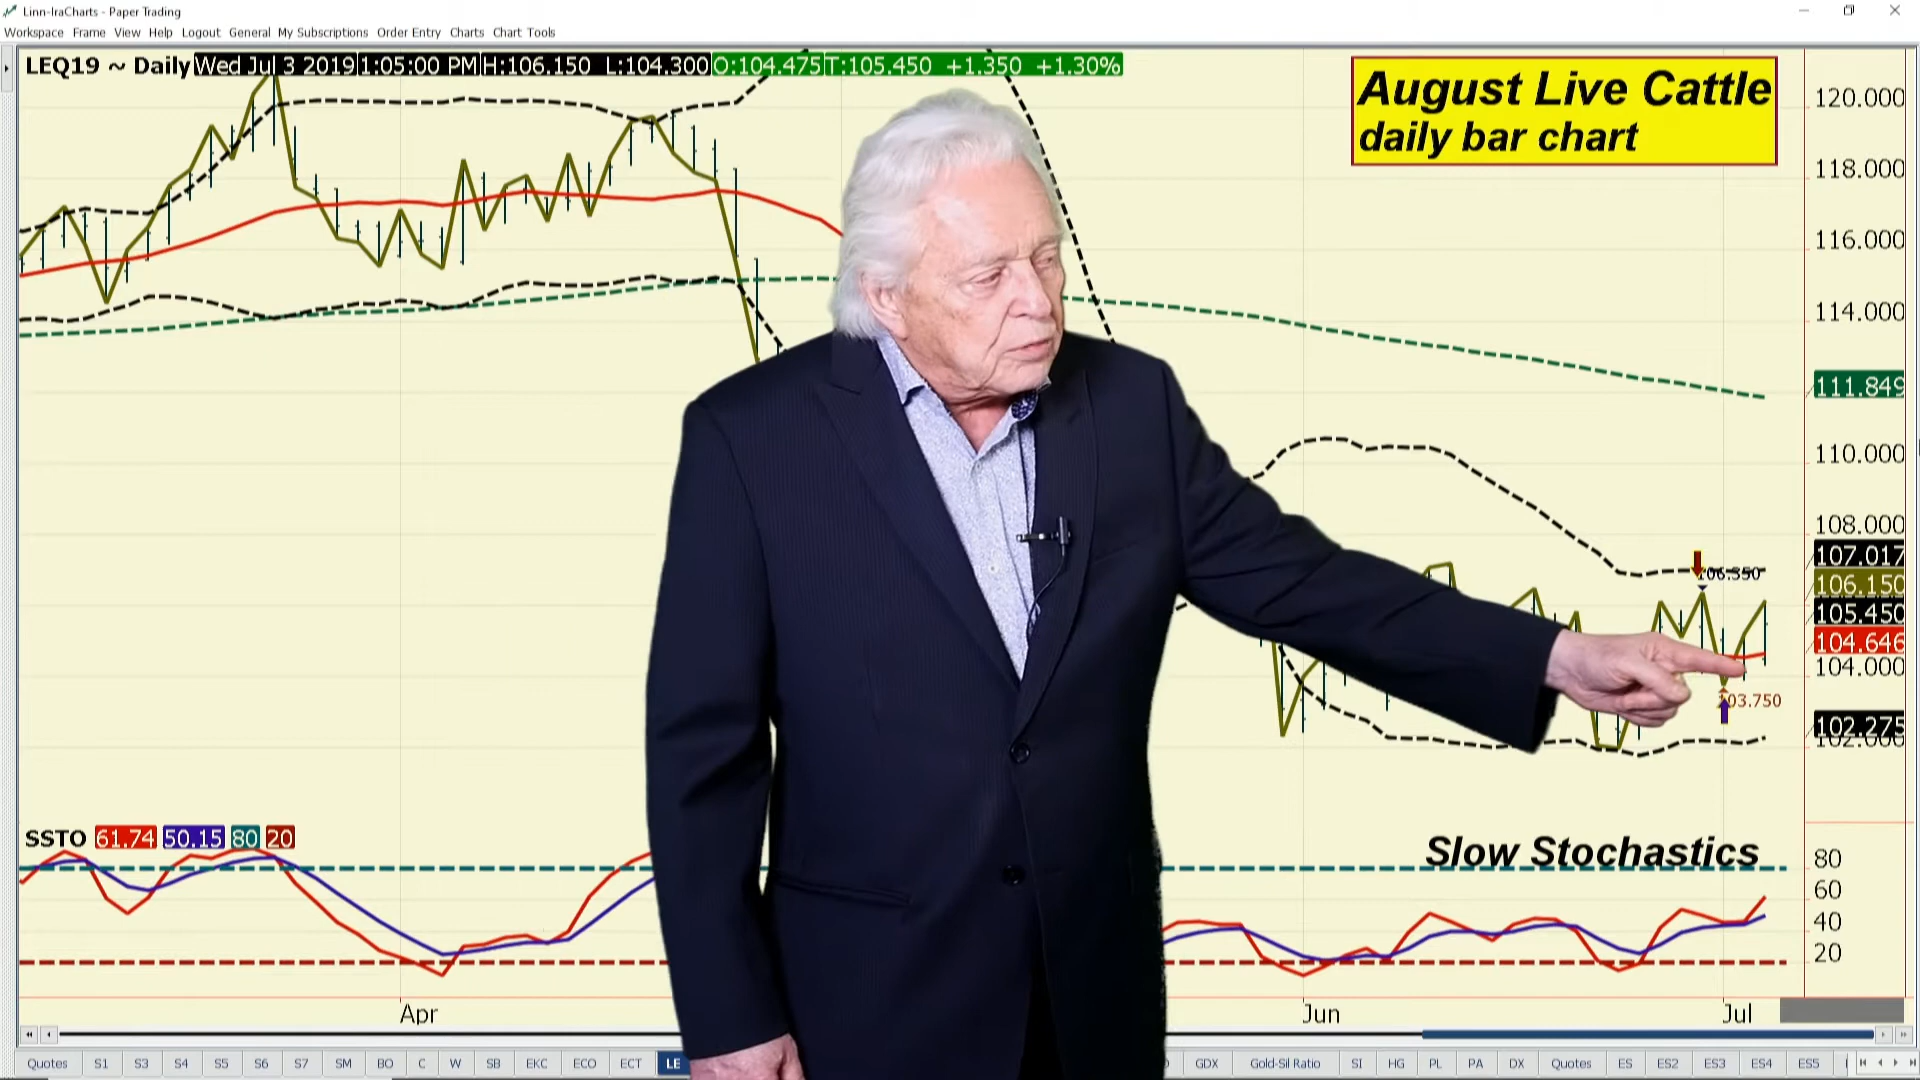 Linn-IraCharts - Paper Trading
Workspace Frame View Help Logout General My Subscriptions Order Entry Charts Chart Tools
LEQ19 ~ Daily Wed Jul 3 2019 1:05:00 PM H:106.150 L:104.300 O:104.475 T:105.450 +1.350 +1.30%
August Live Cattle
daily bar chart
120.000
118.000
116.000
114.000
111.849
110.000
108.000
107.017
106.350
106.150
105.450
104.646
104.000
103.750
102.275
102.000
SSTO 61.74 50.15 80 20
Slow Stochastics
80
60
40
20
Apr Jun Jul
Quotes S1 S3 S4 S5 S6 S7 SM BO C W SB EKC ECO ECT LE GDX Gold-Sil Ratio SI HG PL PA DX Quotes ES ES2 ES3 ES4 ES5